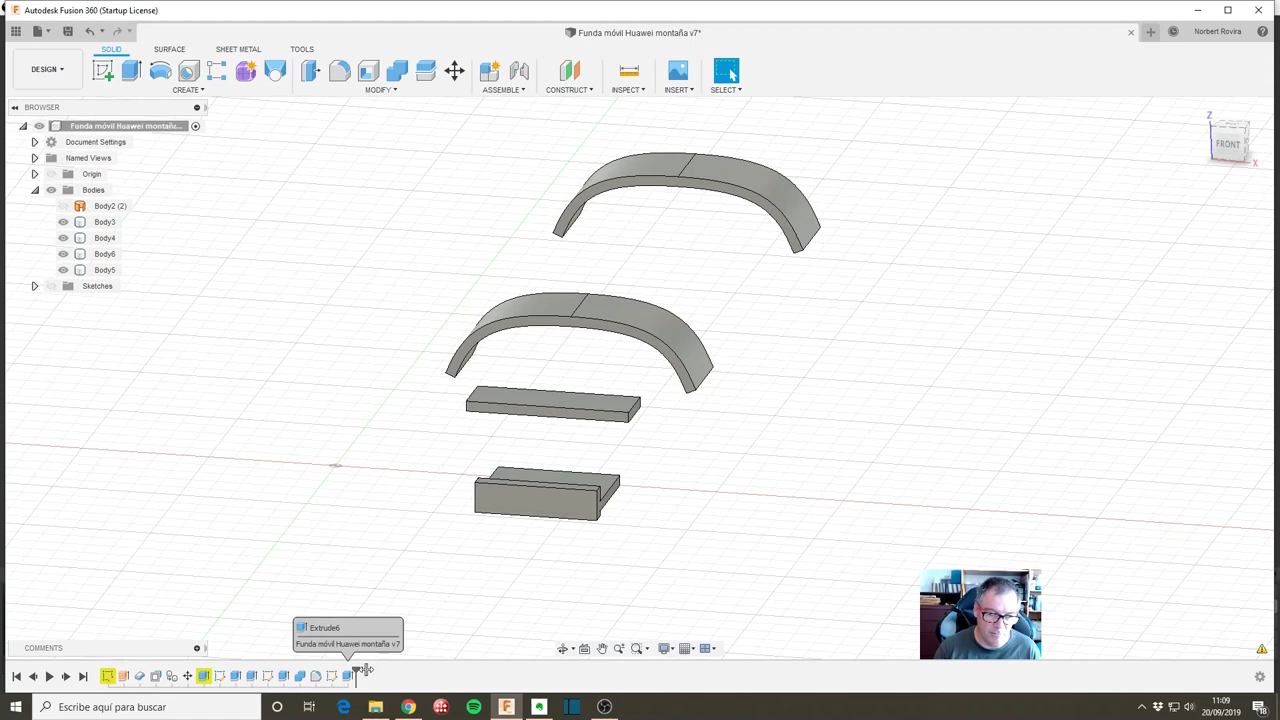 Autodesk Fusion 360 (Startup License)
Funda móvil Huawei montaña v7*
Norbert Rovira
SOLID SURFACE SHEET METAL TOOLS
DESIGN
CREATE MODIFY ASSEMBLE CONSTRUCT INSPECT INSERT SELECT
BROWSER
Funda móvil Huawei montañ...
Document Settings
Named Views
Origin
Bodies
Body2 (2)
Body3
Body4
Body6
Body5
Sketches
Z
FRONT
X
Extrude6
Funda móvil Huawei montaña v7
COMMENTS
Escribe aquí para buscar
11:09
20/09/2019
18